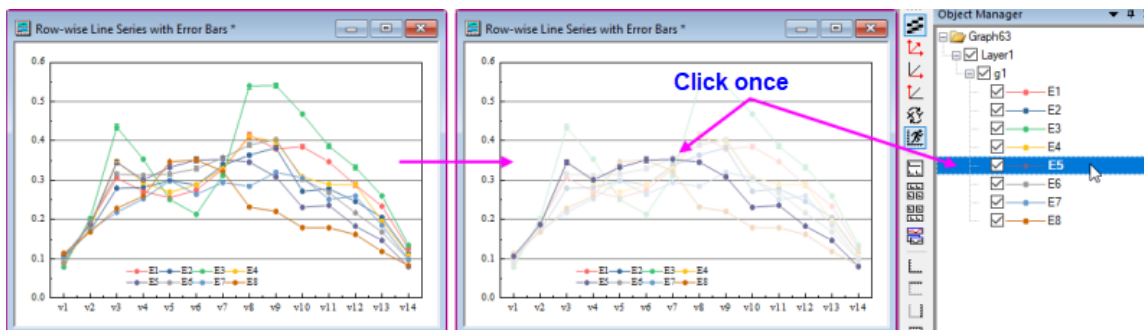 Row-wise Line Series with Error Bars *
0.6
0.5
0.4
0.3
0.2
0.1
0.0
E1 E2 E3 E4
E5 E6 E7 E8
v1 v2 v3 v4 v5 v6 v7 v8 v9 v10 v11 v12 v13 v14
Row-wise Line Series with Error Bars *
Click once
0.6
0.5
0.4
0.3
0.2
0.1
0.0
E1 E2 E3 E4
E5 E6 E7 E8
v1 v2 v3 v4 v5 v6 v7 v8 v9 v10 v11 v12 v13 v14
Object Manager
Graph63
Layer1
g1
E1
E2
E3
E4
E5
E6
E7
E8